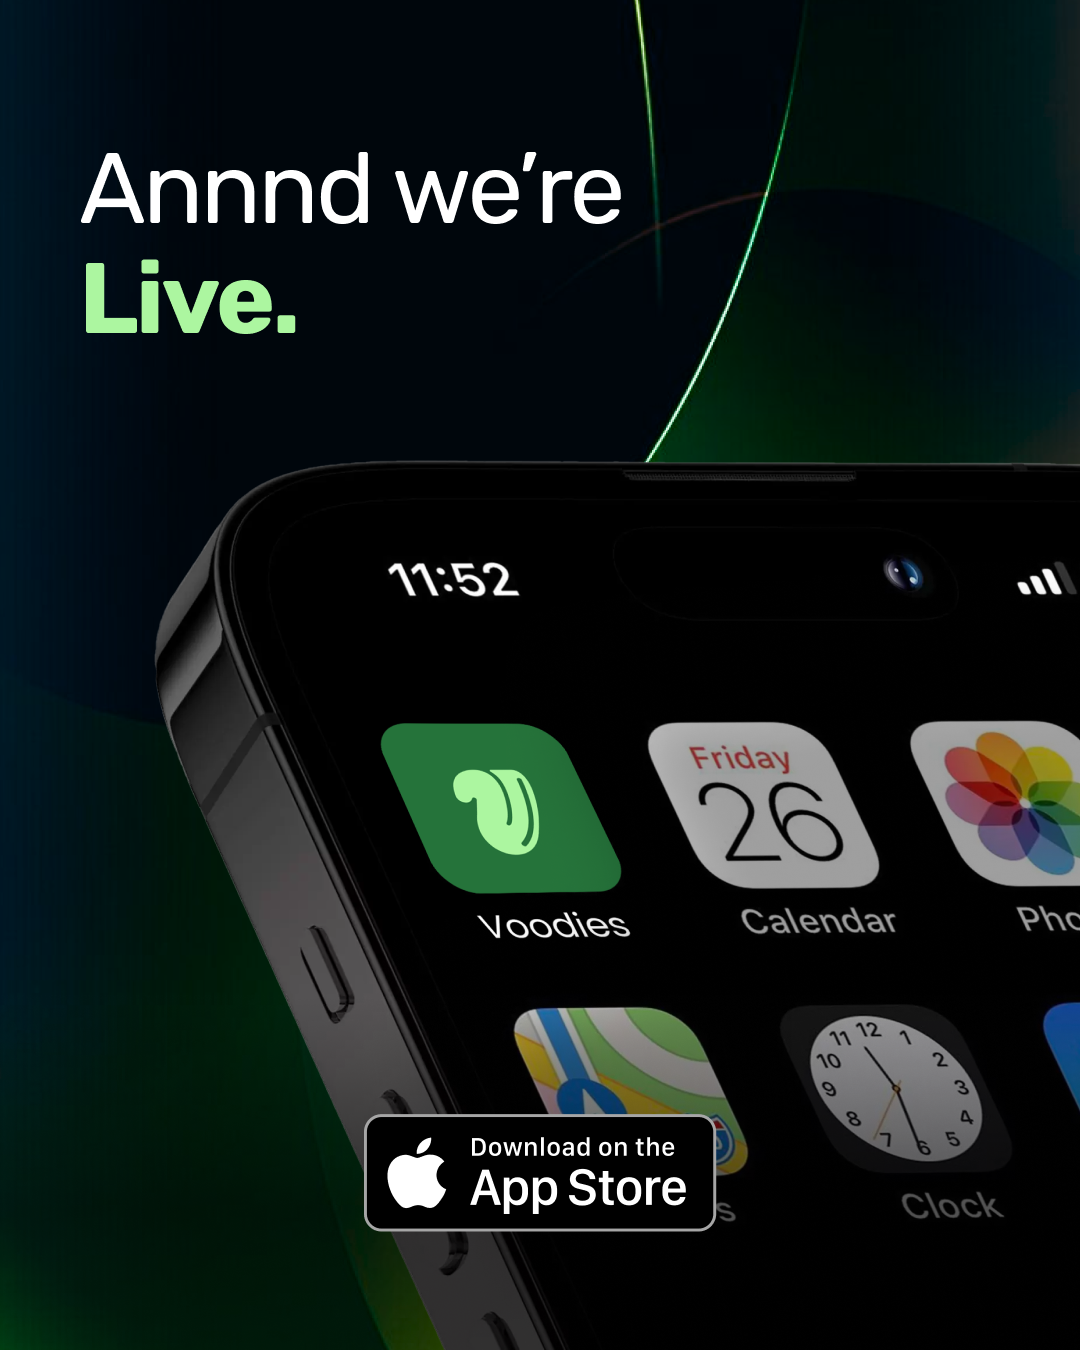 Annnd we’re
Live.
11:52
Friday
26
Voodies
Calendar
Pho
11 12 1
10 2
9 3
8 4
7 6 5
s
Clock
Download on the
App Store